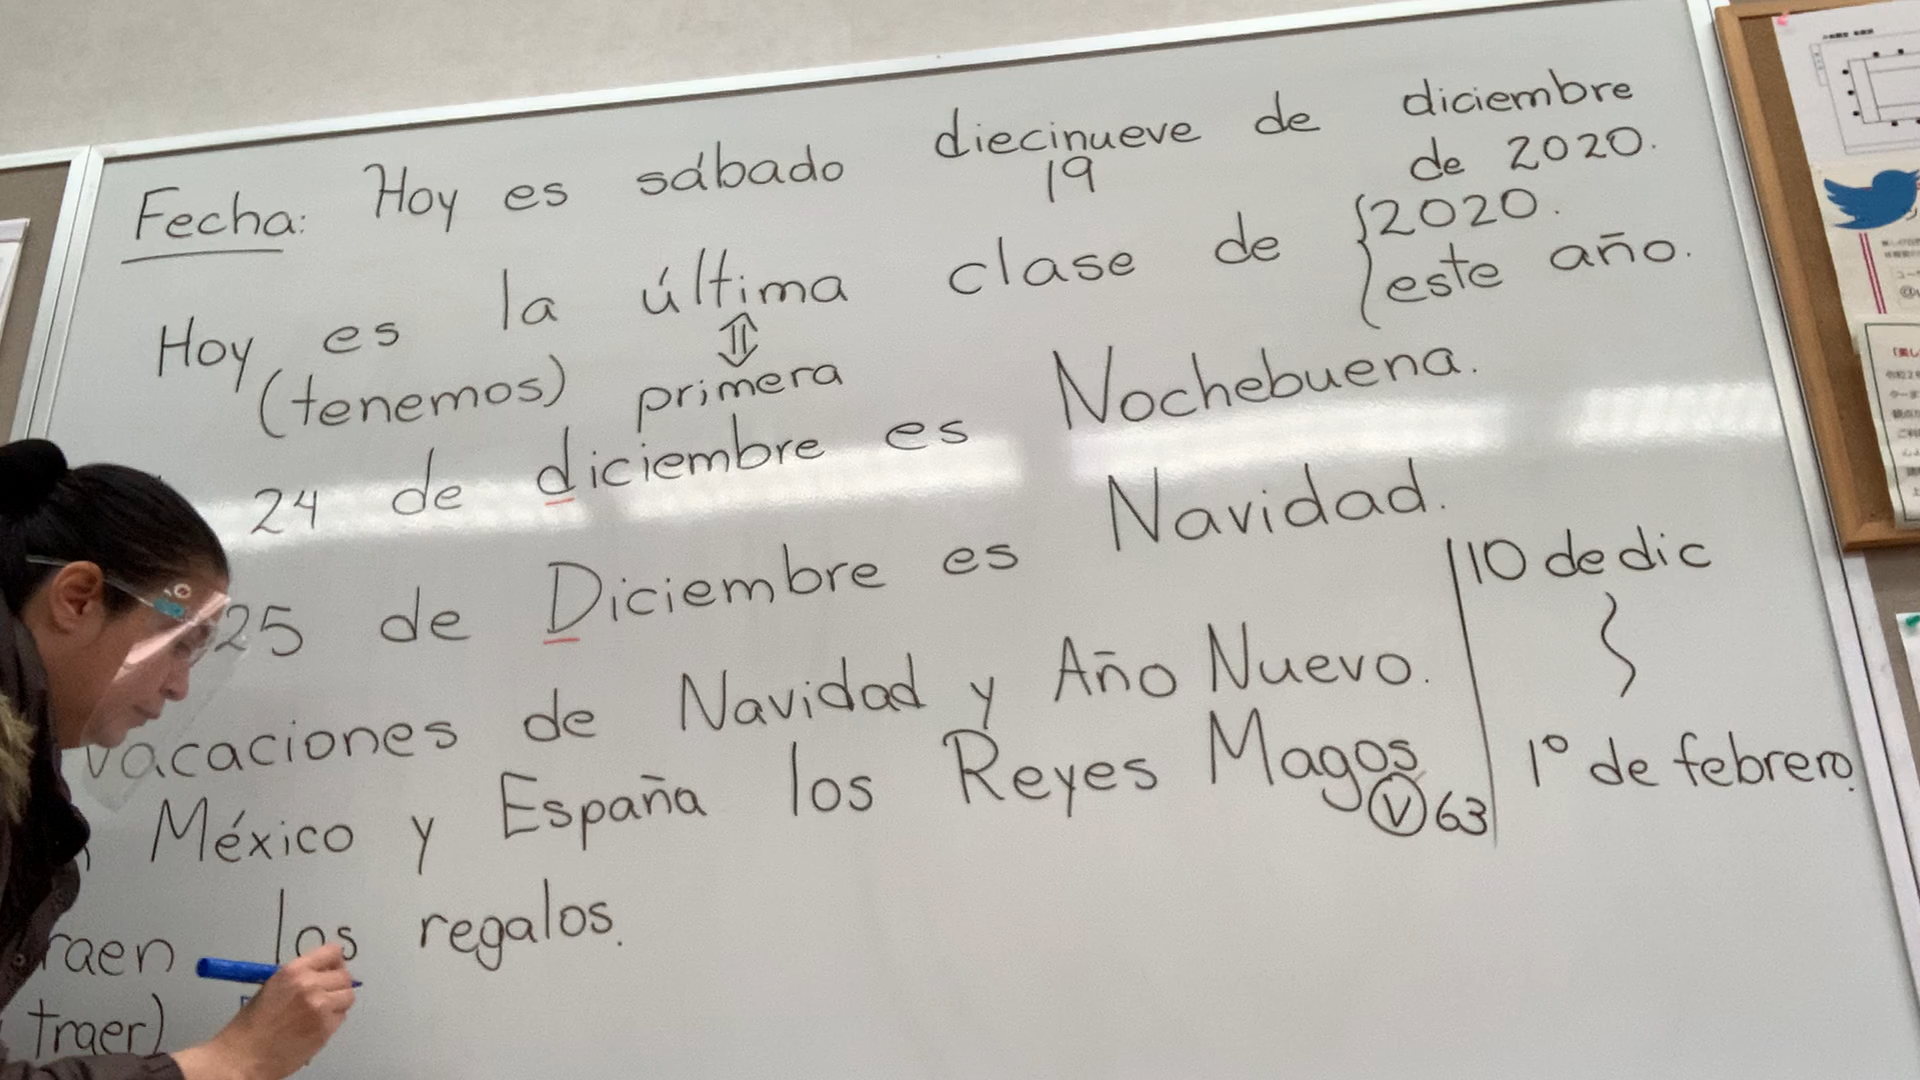 Fecha: Hoy es sábado diecinueve de diciembre
19 de 2020.
Hoy es la última clase de { 2020.
este año.
(tenemos) primera
24 de diciembre es Nochebuena.
25 de Diciembre es Navidad.
vacaciones de Navidad y Año Nuevo.
México y España los Reyes Magos
V 63
raen los regalos.
traer)
10 de dic
1º de febrero.